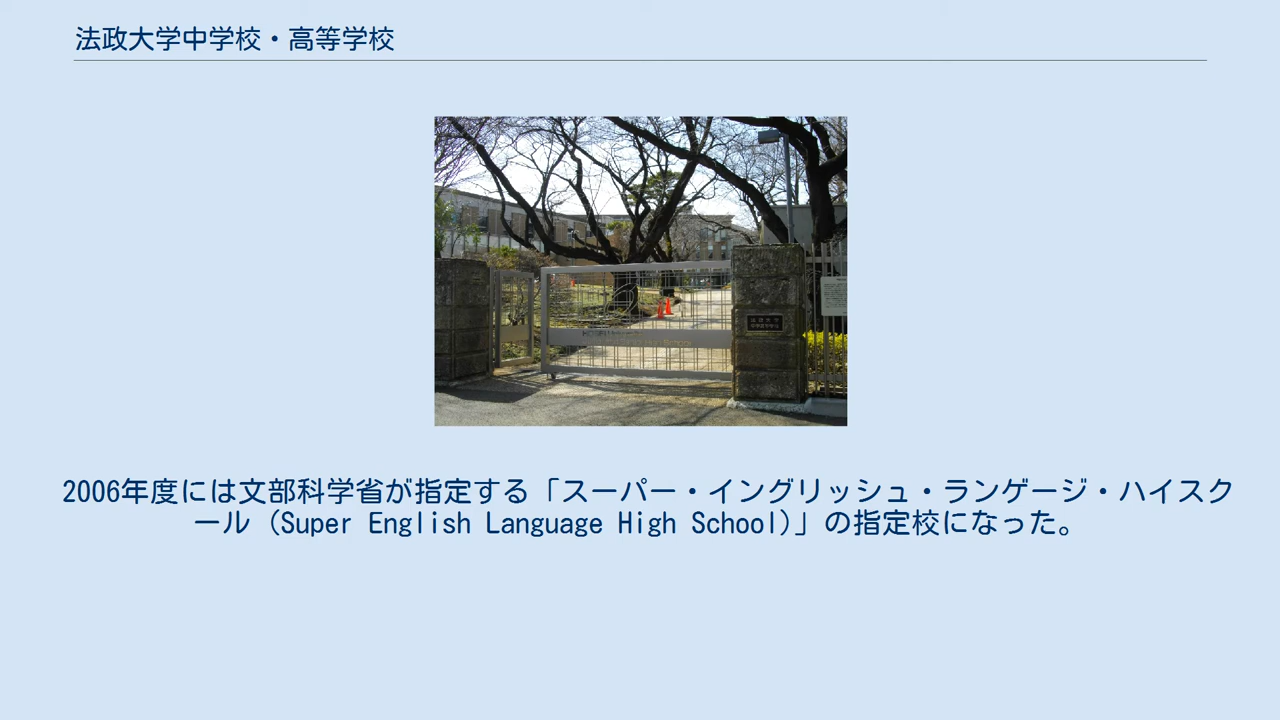 法政大学中学校・高等学校
2006年度には文部科学省が指定する「スーパー・イングリッシュ・ランゲージ・ハイスク
ール (Super English Language High School)」の指定校になった。